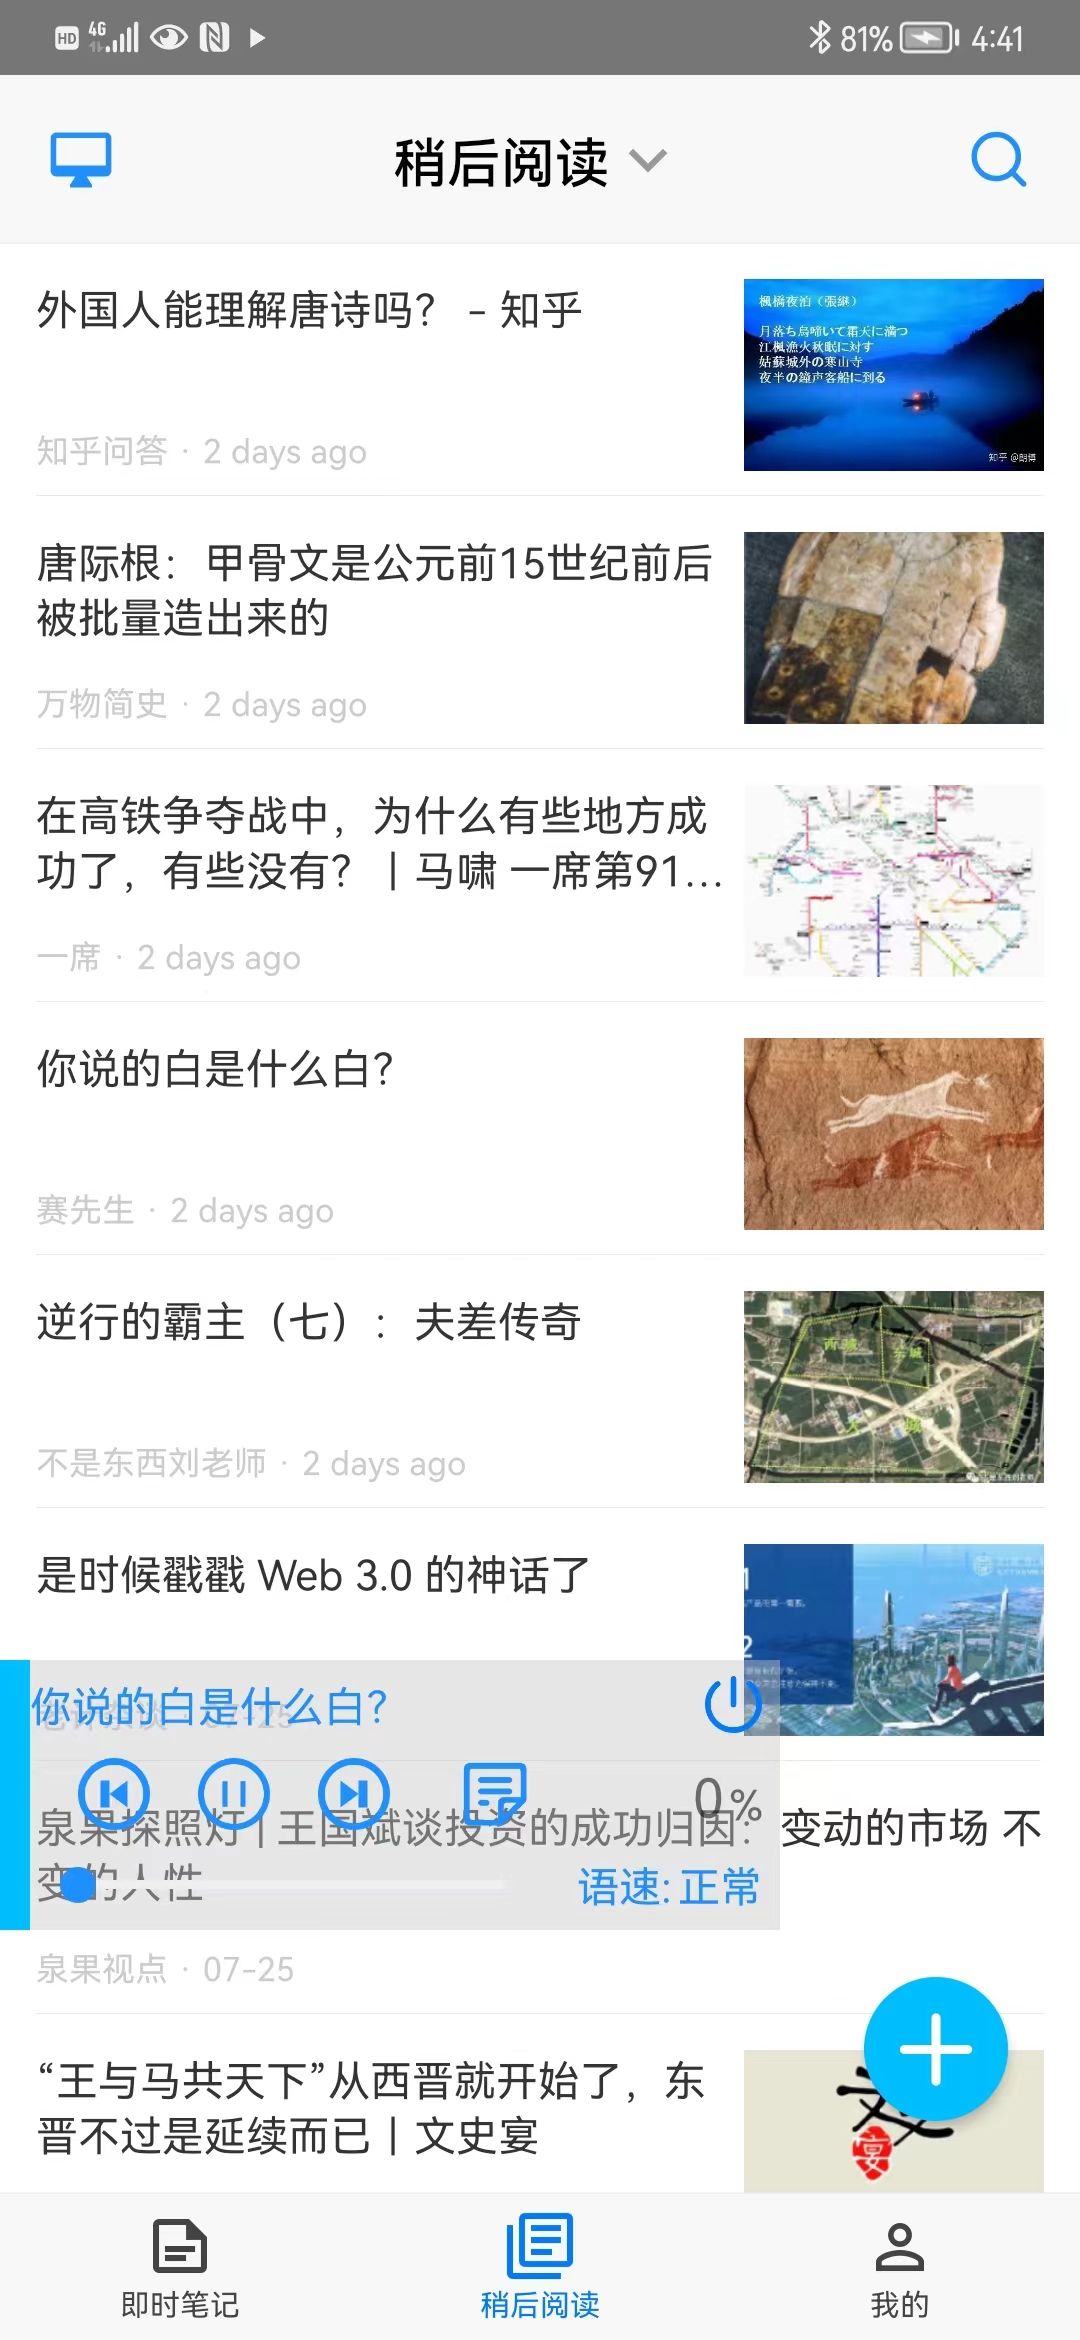 HD 4G 81% 4:41
稍后阅读
外国人能理解唐诗吗？ - 知乎
知乎问答 · 2 days ago
楓橋夜泊（張継）
月落ち烏啼いて霜天に満つ
江楓漁火秋眠に対す
姑蘇城外の寒山寺
夜半の鐘声客船に到る
知乎 @朗博
唐际根：甲骨文是公元前15世纪前后
被批量造出来的
万物简史 · 2 days ago
在高铁争夺战中，为什么有些地方成
功了，有些没有？ | 马啸 一席第91...
一席 · 2 days ago
你说的白是什么白？
赛先生 · 2 days ago
逆行的霸主（七）：夫差传奇
不是东西刘老师 · 2 days ago
西城
东城
大城
是时候戳戳 Web 3.0 的神话了
07-25
你说的白是什么白？
0%
语速: 正常
泉果探照灯 | 王国斌谈投资的成功归因：变动的市场 不
变的人性
泉果视点 · 07-25
“王与马共天下”从西晋就开始了，东
晋不过是延续而已 | 文史宴
宴
即时笔记
稍后阅读
我的